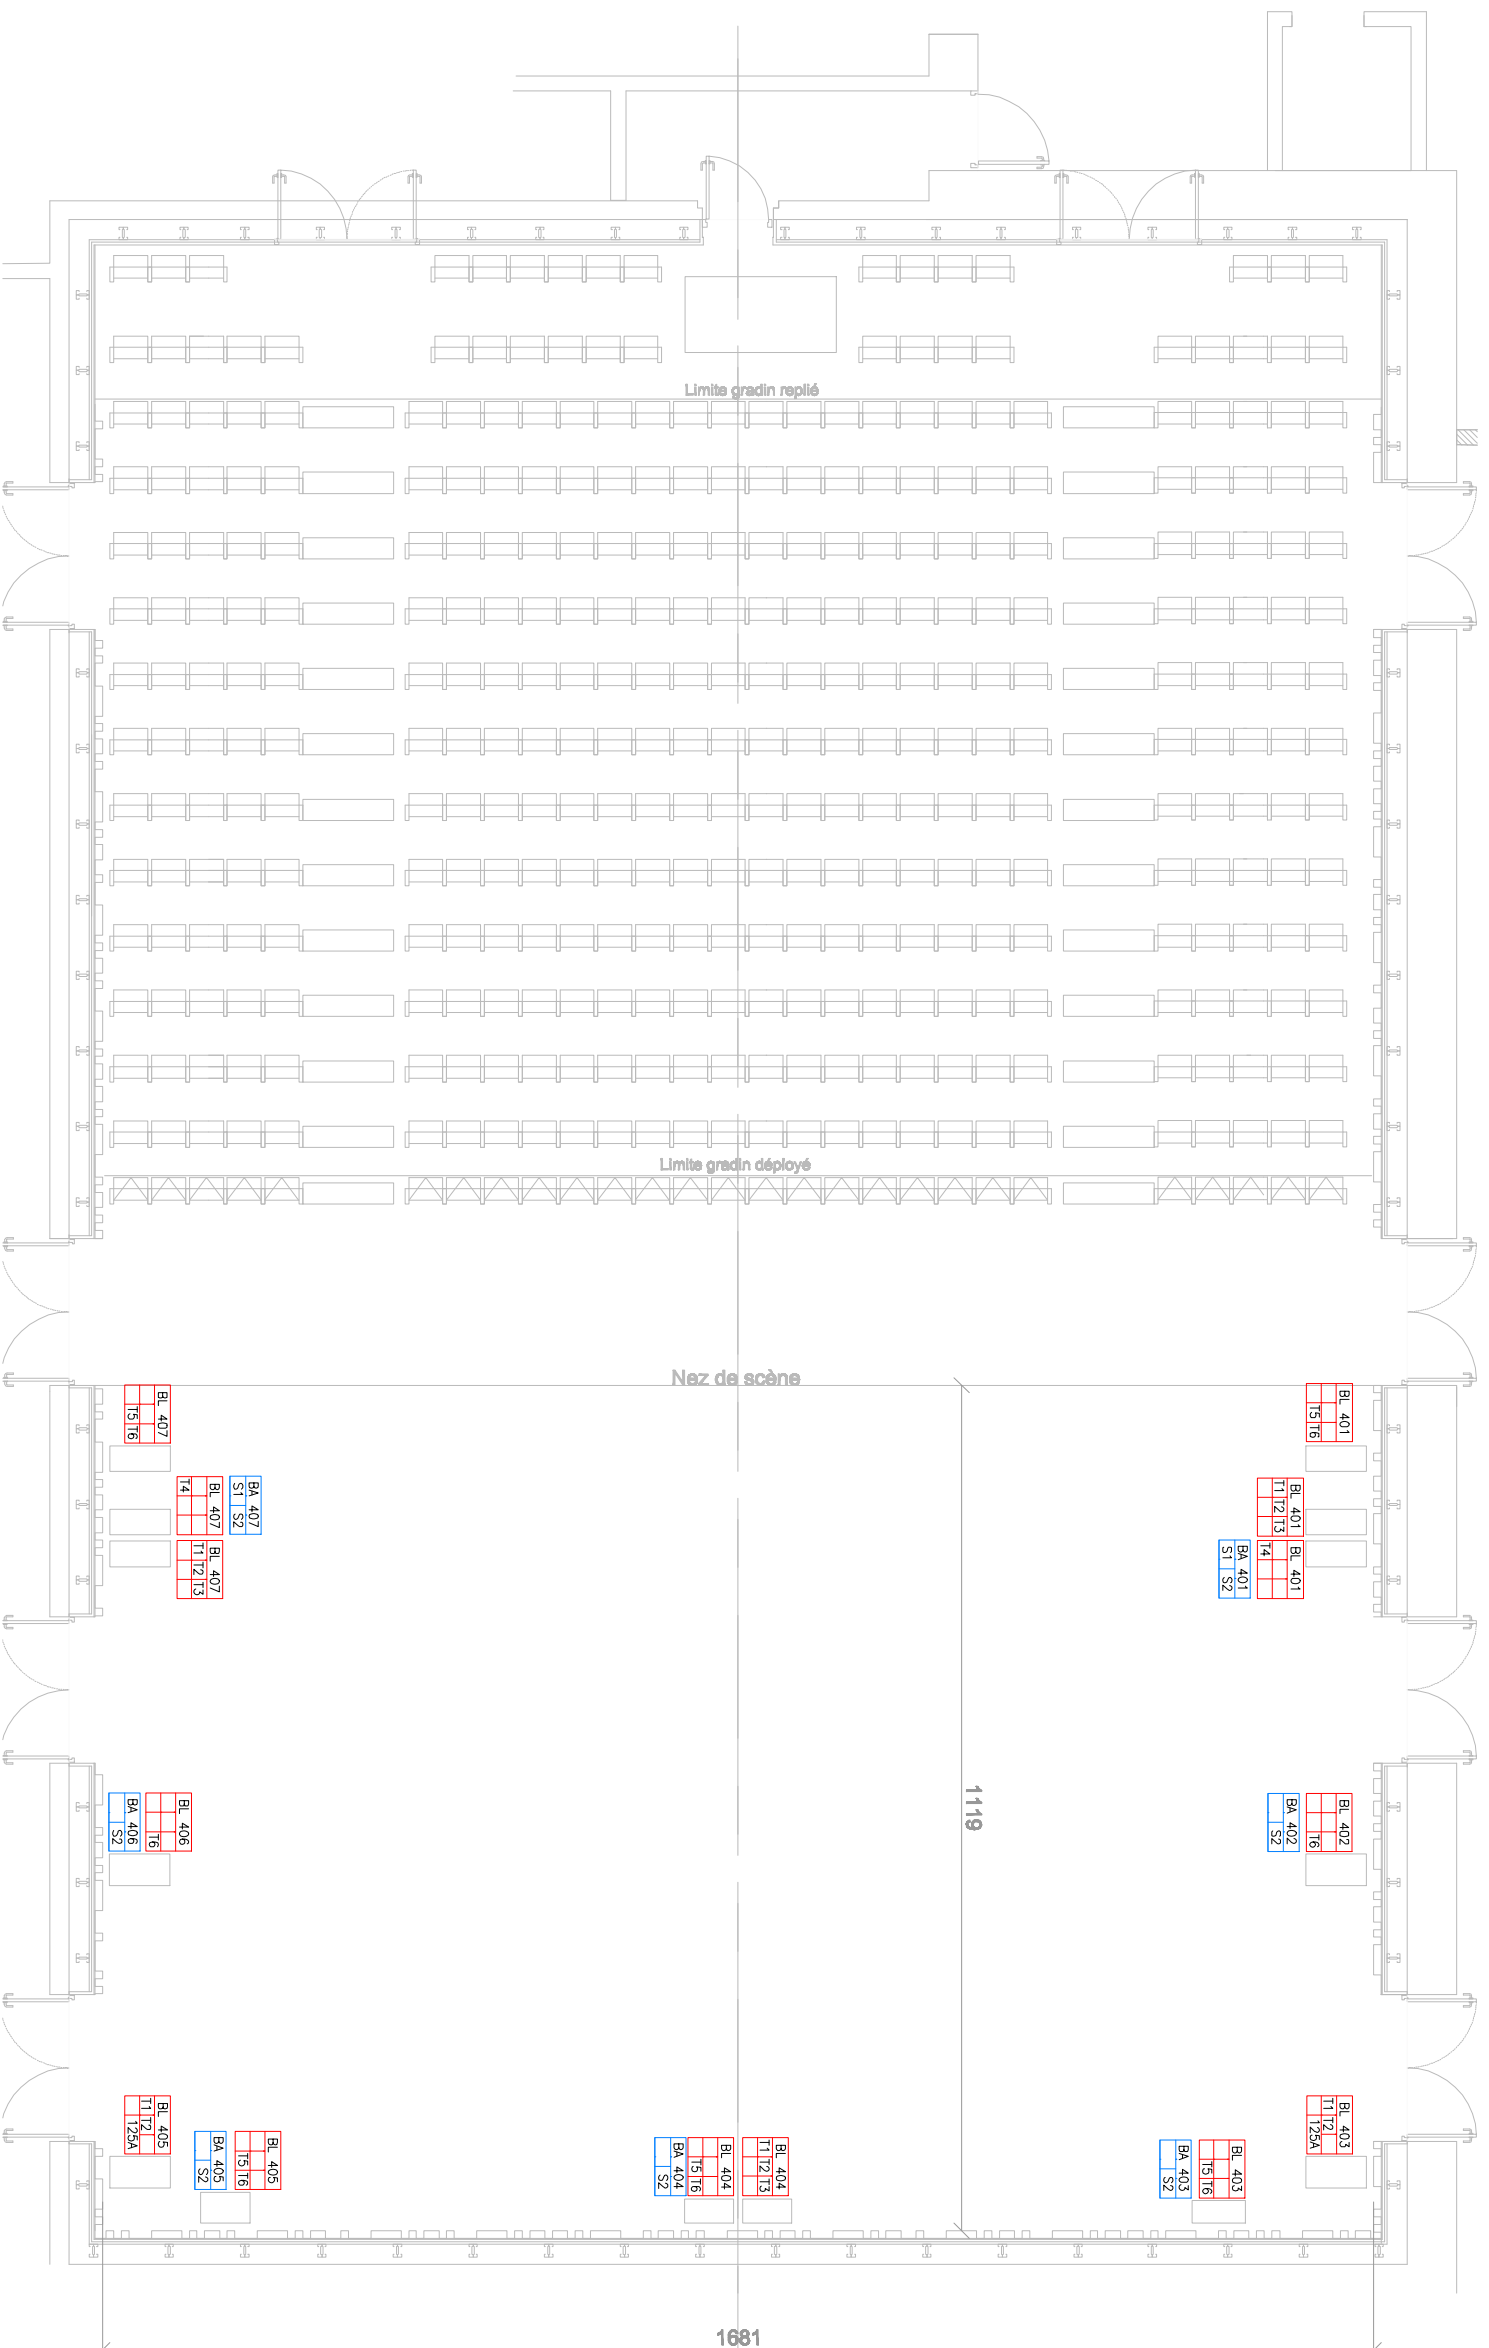 Limite gradin replié
Limite gradin déployé
Nez de scène
BL 407
T5 T6
BL 401
T5 T6
BL 407
T4
BA 407
S1 S2
BL 401
T1 T2 T3
BL 407
T1 T2 T3
BL 401
T4
BA 401
S1 S2
1119
BA 406
S2
BL 406
T6
BA 402
S2
BL 402
T6
BL 405
T1 T2
125A
BL 403
T1 T2
125A
BA 405
S2
BL 405
T5 T6
BA 404
S2
BL 404
T5 T6
BL 404
T1 T2 T3
BA 403
S2
BL 403
T5 T6
1681